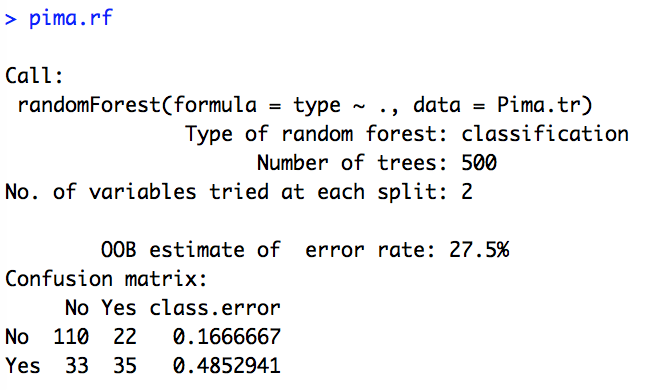 > pima.rf
Call:
randomForest(formula = type ~ ., data = Pima.tr)
Type of random forest: classification
Number of trees: 500
No. of variables tried at each split: 2
OOB estimate of  error rate: 27.5%
Confusion matrix:
No Yes class.error
No  110  22   0.1666667
Yes  33  35   0.4852941